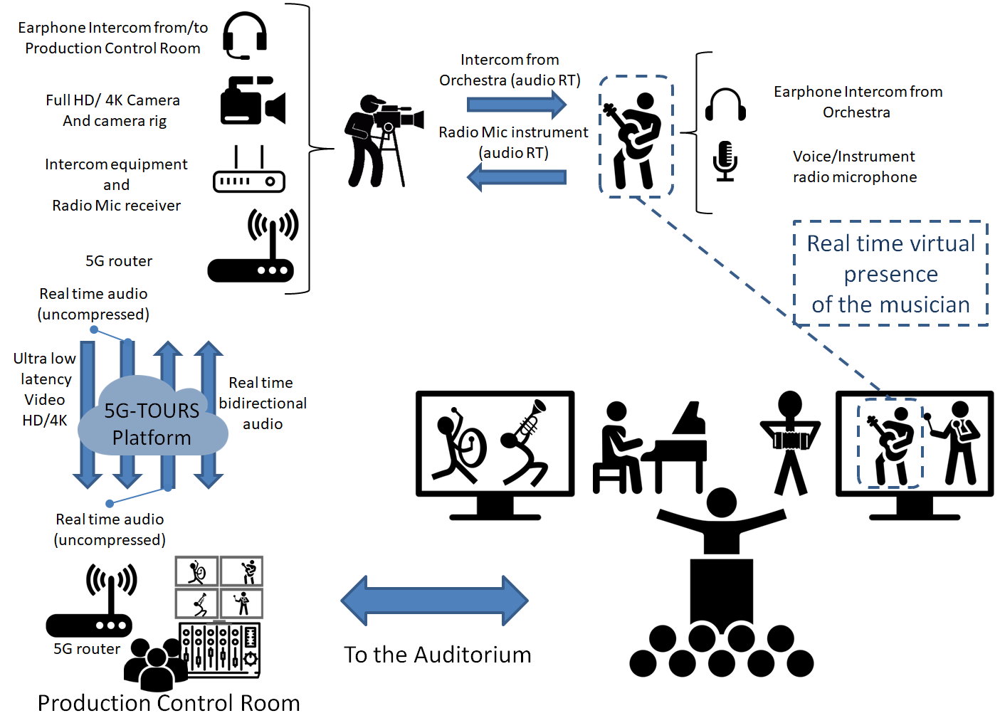 Earphone Intercom from/to
Production Control Room
Full HD/ 4K Camera
And camera rig
Intercom equipment
and
Radio Mic receiver
5G router
Intercom from
Orchestra (audio RT)
Radio Mic instrument
(audio RT)
Earphone Intercom from
Orchestra
Voice/Instrument
radio microphone
Real time virtual
presence
of the musician
Real time audio
(uncompressed)
Ultra low
latency
Video
HD/4K
5G-TOURS
Platform
Real time
bidirectional
audio
Real time audio
(uncompressed)
5G router
Production Control Room
To the Auditorium